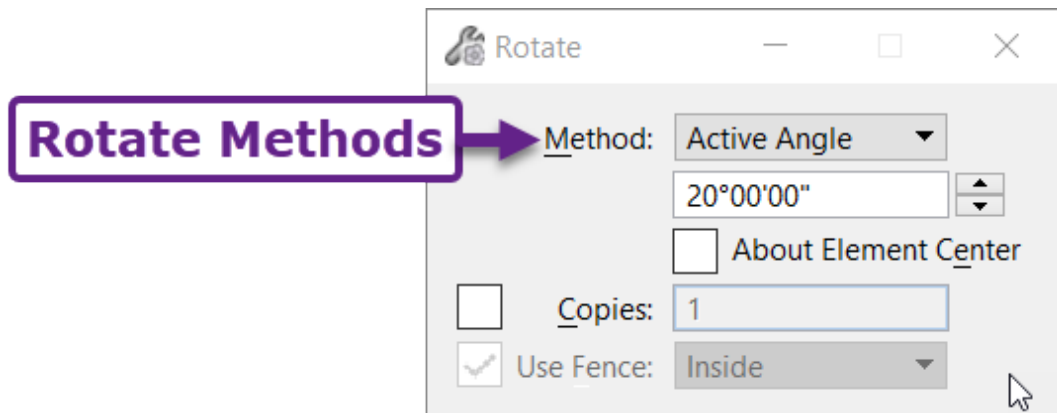 Rotate
Rotate Methods
Method: Active Angle
20°00'00"
About Element Center
Copies: 1
Use Fence: Inside